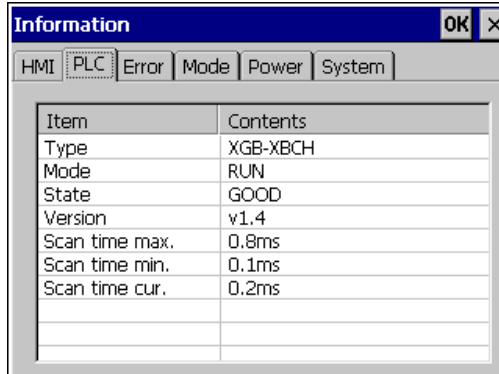 Information OK ×
HMI PLC Error Mode Power System
Item Contents
Type XGB-XBCH
Mode RUN
State GOOD
Version v1.4
Scan time max. 0.8ms
Scan time min. 0.1ms
Scan time cur. 0.2ms